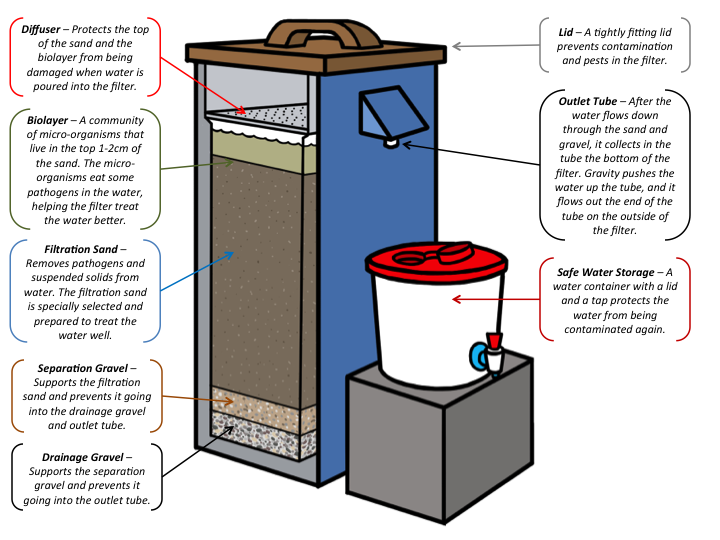 Diffuser – Protects the top
of the sand and the
biolayer from being
damaged when water is
poured into the filter.
Biolayer – A community
of micro-organisms that
live in the top 1-2cm of
the sand. The micro-
organisms eat some
pathogens in the water,
helping the filter treat
the water better.
Filtration Sand –
Removes pathogens and
suspended solids from
water. The filtration sand
is specially selected and
prepared to treat the
water well.
Separation Gravel –
Supports the filtration
sand and prevents it going
into the drainage gravel
and outlet tube.
Drainage Gravel –
Supports the separation
gravel and prevents it
going into the outlet tube.
Lid – A tightly fitting lid
prevents contamination
and pests in the filter.
Outlet Tube – After the
water flows down
through the sand and
gravel, it collects in the
tube the bottom of the
filter. Gravity pushes the
water up the tube, and it
flows out the end of the
tube on the outside of
the filter.
Safe Water Storage – A
water container with a lid
and a tap protects the
water from being
contaminated again.